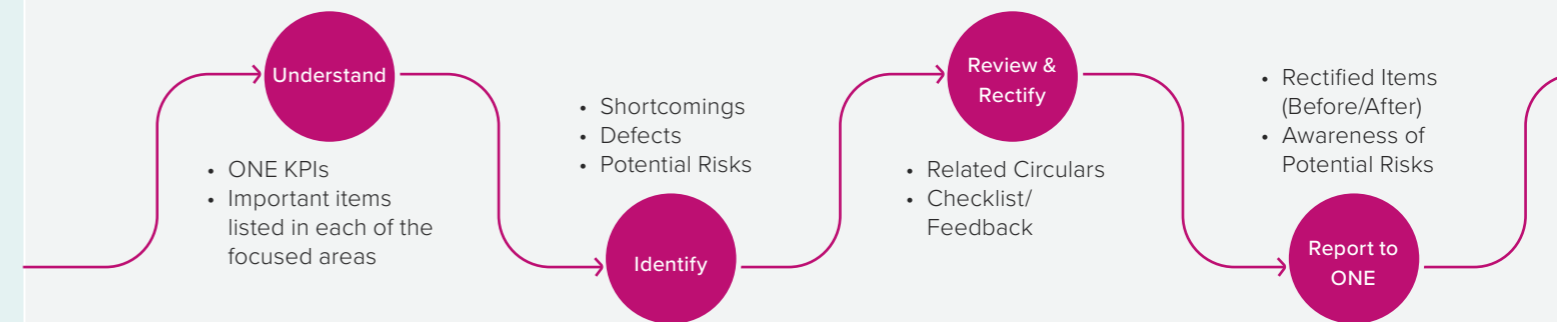 Understand
• ONE KPIs
• Important items
listed in each of the
focused areas
• Shortcomings
• Defects
• Potential Risks
Identify
Review &
Rectify
• Related Circulars
• Checklist/
Feedback
• Rectified Items
(Before/After)
• Awareness of
Potential Risks
Report to
ONE